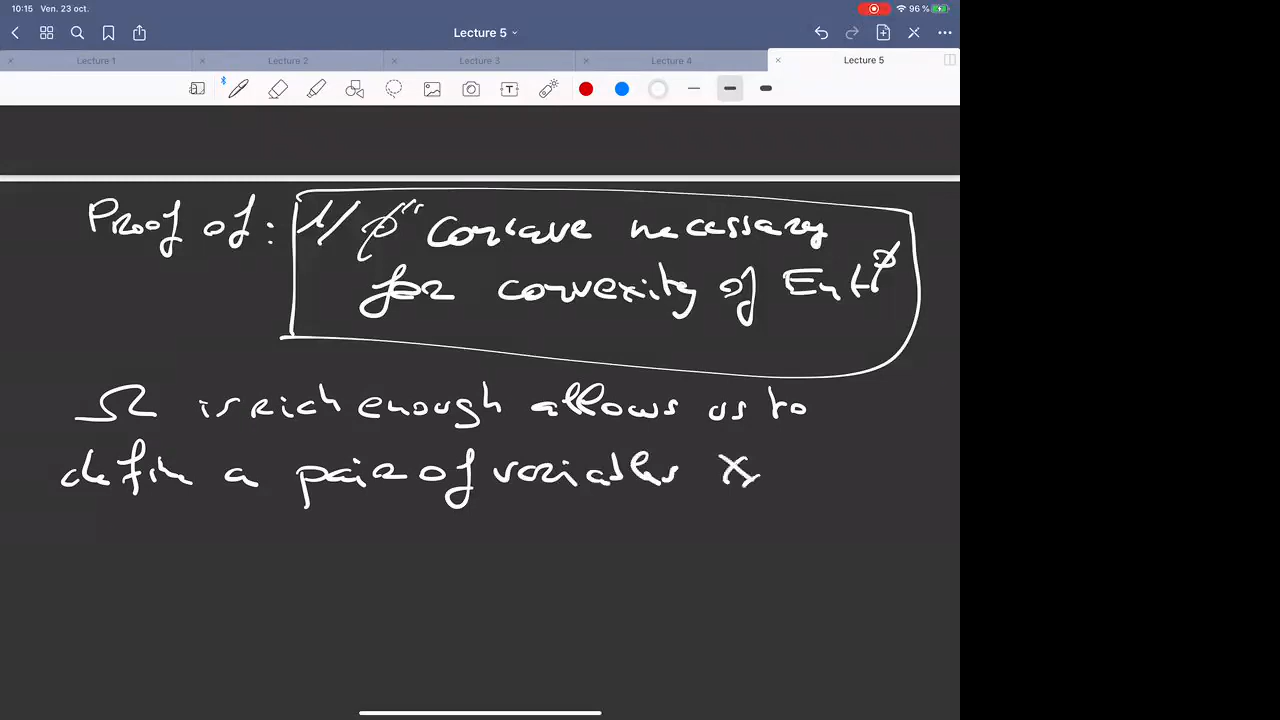 10:15 Ven. 23 oct.
96 %
Lecture 5
Lecture 1 Lecture 2 Lecture 3 Lecture 4 Lecture 5
Proof of : 1/φ'' concave necessary
for convexity of Ent^φ
Ω is rich enough allows us to
define a pair of variables X